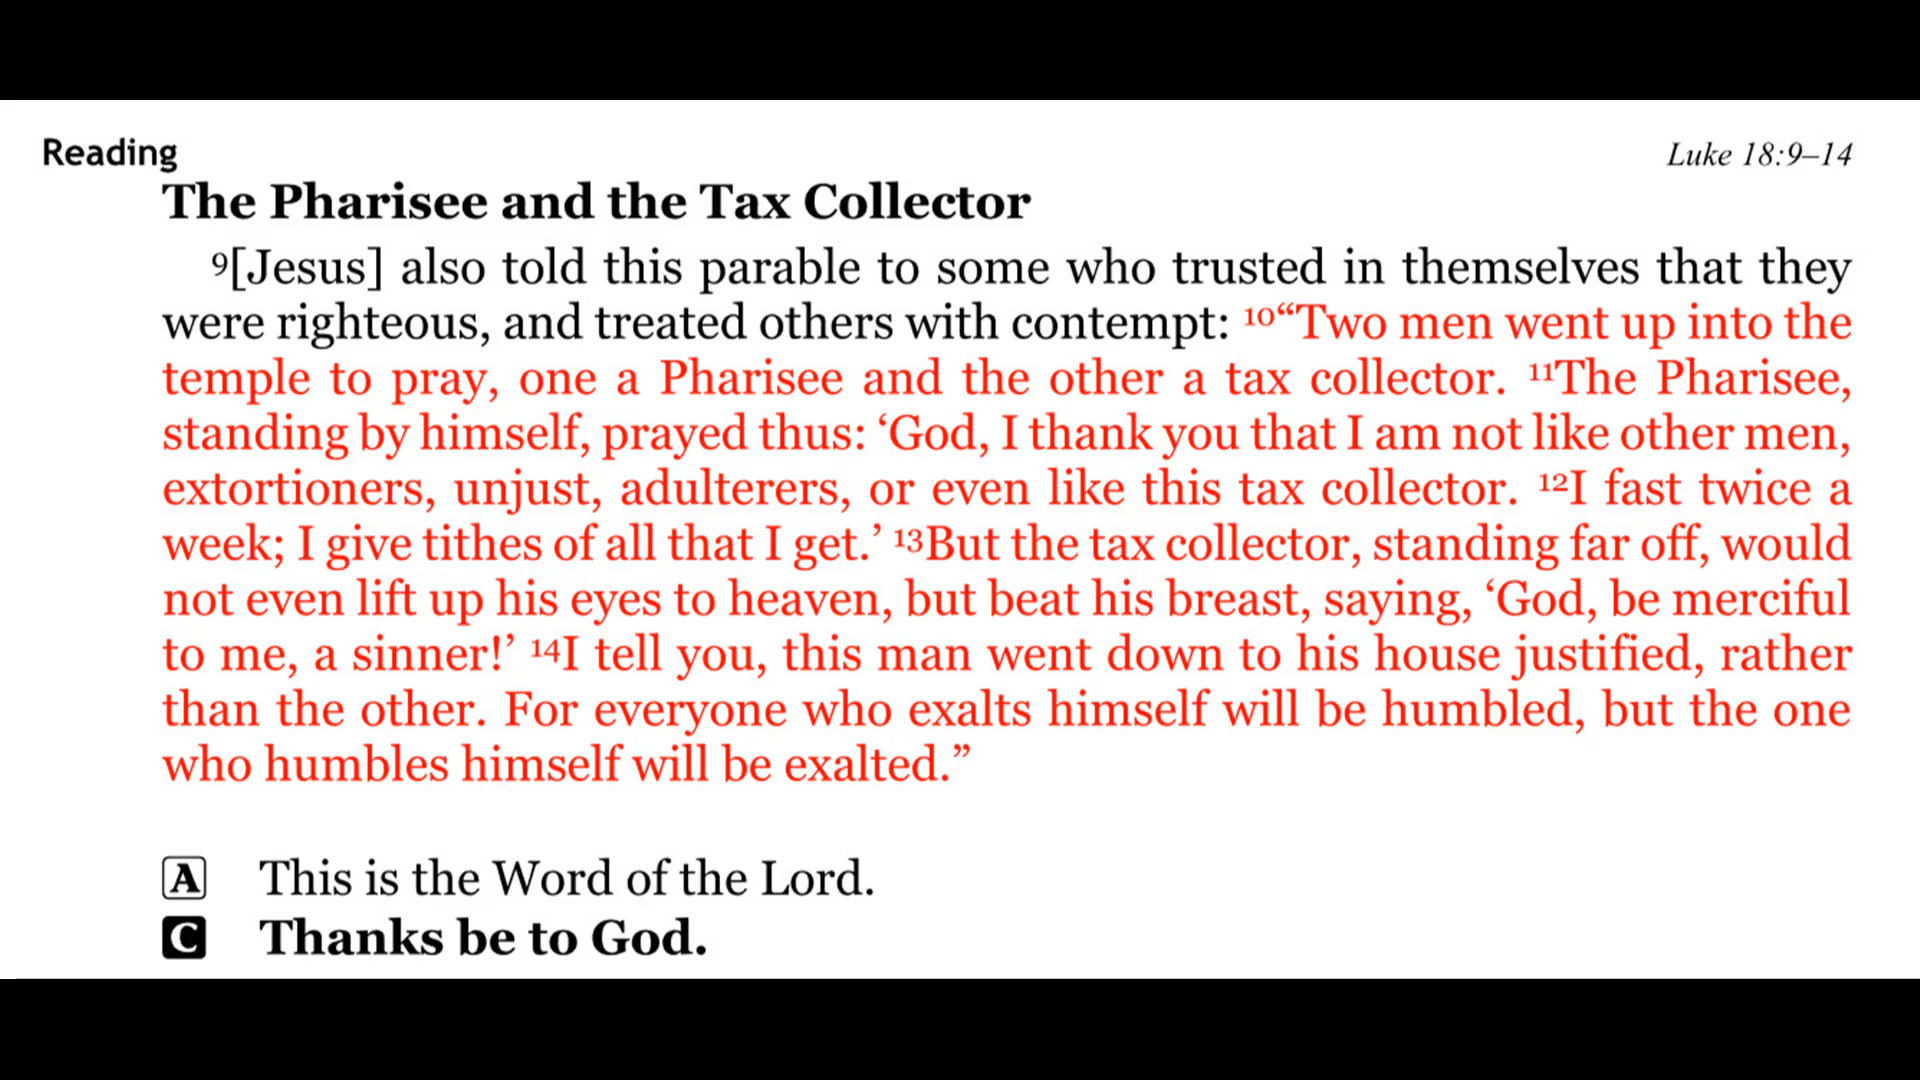 Reading
Luke 18:9–14
The Pharisee and the Tax Collector
9[Jesus] also told this parable to some who trusted in themselves that they
were righteous, and treated others with contempt: 10“Two men went up into the
temple to pray, one a Pharisee and the other a tax collector. 11The Pharisee,
standing by himself, prayed thus: ‘God, I thank you that I am not like other men,
extortioners, unjust, adulterers, or even like this tax collector. 12I fast twice a
week; I give tithes of all that I get.’ 13But the tax collector, standing far off, would
not even lift up his eyes to heaven, but beat his breast, saying, ‘God, be merciful
to me, a sinner!’ 14I tell you, this man went down to his house justified, rather
than the other. For everyone who exalts himself will be humbled, but the one
who humbles himself will be exalted.”
A This is the Word of the Lord.
C Thanks be to God.